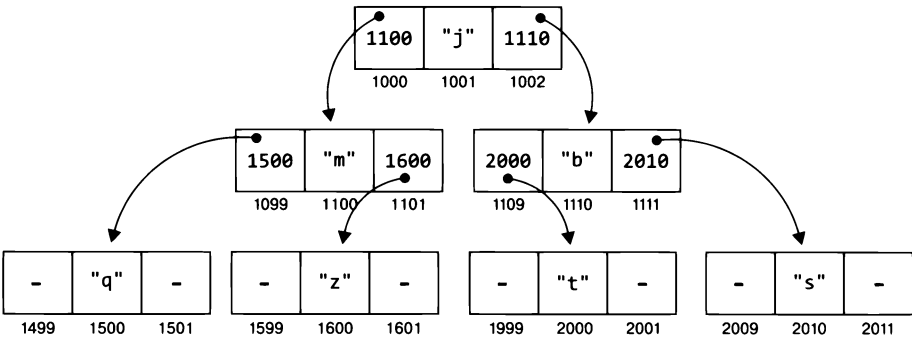 1100 "j" 1110
1000 1001 1002
1500 "m" 1600 2000 "b" 2010
1099 1100 1101 1109 1110 1111
- "q" - - "z" - - "t" - - "s" -
1499 1500 1501 1599 1600 1601 1999 2000 2001 2009 2010 2011